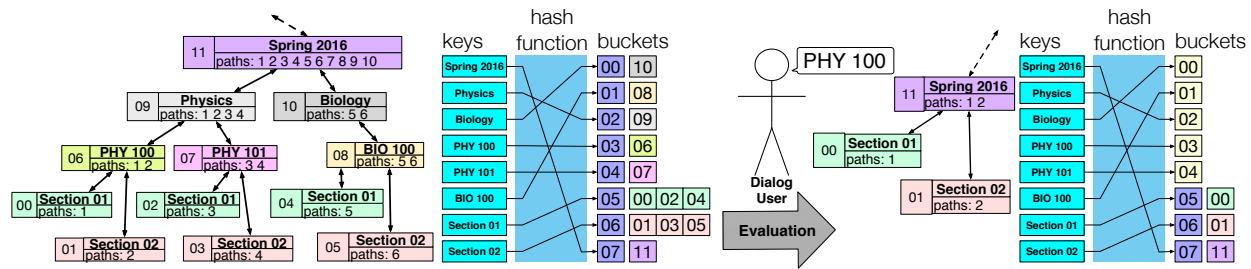 11 Spring 2016
paths: 1 2 3 4 5 6 7 8 9 10
09 Physics
paths: 1 2 3 4
10 Biology
paths: 5 6
06 PHY 100
paths: 1 2
07 PHY 101
paths: 3 4
08 BIO 100
paths: 5 6
00 Section 01
paths: 1
02 Section 01
paths: 3
04 Section 01
paths: 5
01 Section 02
paths: 2
03 Section 02
paths: 4
05 Section 02
paths: 6
keys
hash
function
buckets
Spring 2016
Physics
Biology
PHY 100
PHY 101
BIO 100
Section 01
Section 02
00 10
01 08
02 09
03 06
04 07
05 00 02 04
06 01 03 05
07 11
PHY 100
Dialog
User
Evaluation
11 Spring 2016
paths: 1 2
00 Section 01
paths: 1
01 Section 02
paths: 2
keys
hash
function
buckets
Spring 2016
Physics
Biology
PHY 100
PHY 101
BIO 100
Section 01
Section 02
00
01
02
03
04
05 00
06 01
07 11